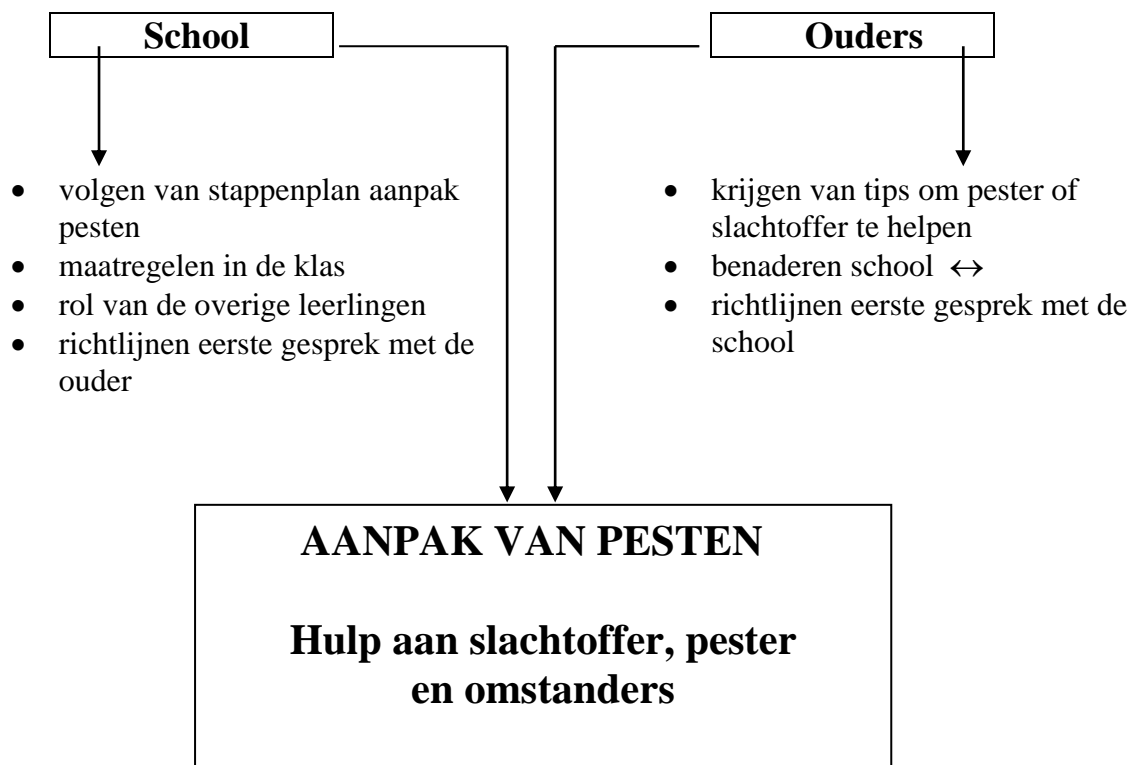 School
Ouders
• volgen van stappenplan aanpak
pesten
• maatregelen in de klas
• rol van de overige leerlingen
• richtlijnen eerste gesprek met de
ouder
• krijgen van tips om pester of
slachtoffer te helpen
• benaderen school ↔
• richtlijnen eerste gesprek met de
school
AANPAK VAN PESTEN
Hulp aan slachtoffer, pester
en omstanders